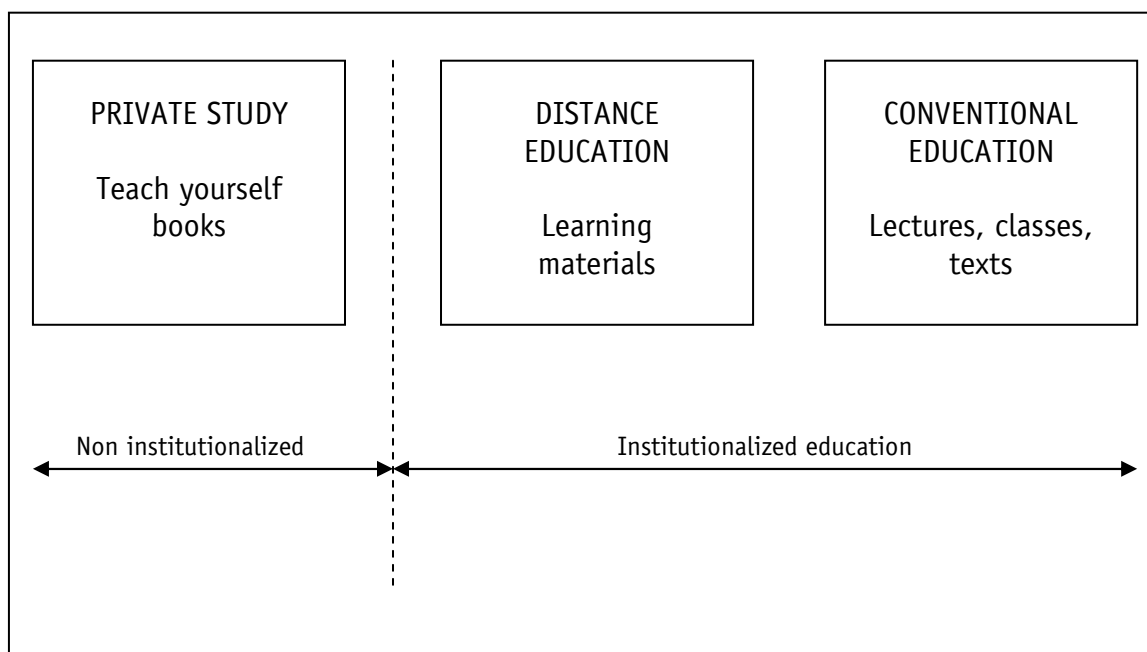 PRIVATE STUDY
Teach yourself
books
DISTANCE
EDUCATION
Learning
materials
CONVENTIONAL
EDUCATION
Lectures, classes,
texts
Non institutionalized
Institutionalized education